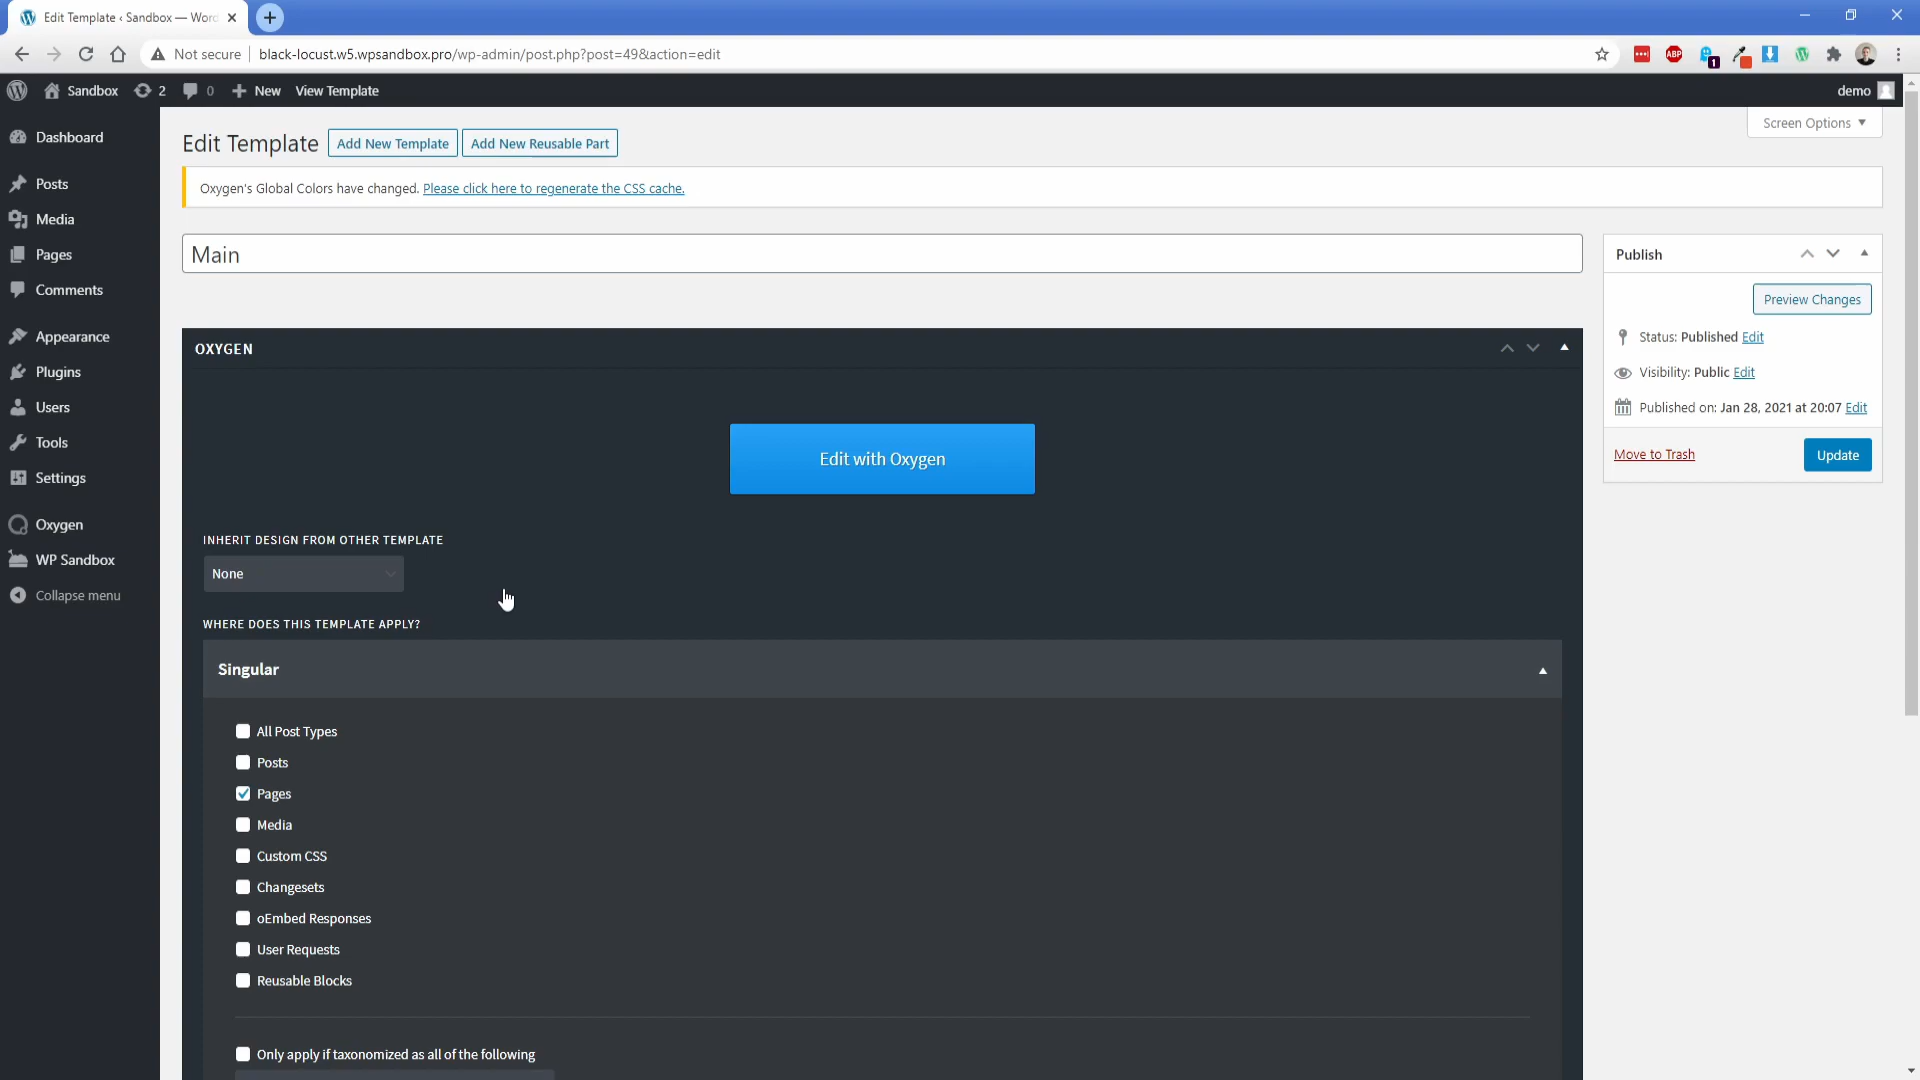 Edit Template ‹ Sandbox — Word
Not secure
black-locust.w5.wpsandbox.pro/wp-admin/post.php?post=49&action=edit
ABP
1
Sandbox
2
0
New
View Template
demo
Screen Options
Dashboard
Posts
Media
Pages
Comments
Appearance
Plugins
Users
Tools
Settings
Oxygen
WP Sandbox
Collapse menu
Edit Template
Add New Template
Add New Reusable Part
Oxygen's Global Colors have changed. Please click here to regenerate the CSS cache.
Main
OXYGEN
Edit with Oxygen
INHERIT DESIGN FROM OTHER TEMPLATE
None
WHERE DOES THIS TEMPLATE APPLY?
Singular
All Post Types
Posts
Pages
Media
Custom CSS
Changesets
oEmbed Responses
User Requests
Reusable Blocks
Only apply if taxonomized as all of the following
Publish
Preview Changes
Status: Published Edit
Visibility: Public Edit
Published on: Jan 28, 2021 at 20:07 Edit
Move to Trash
Update